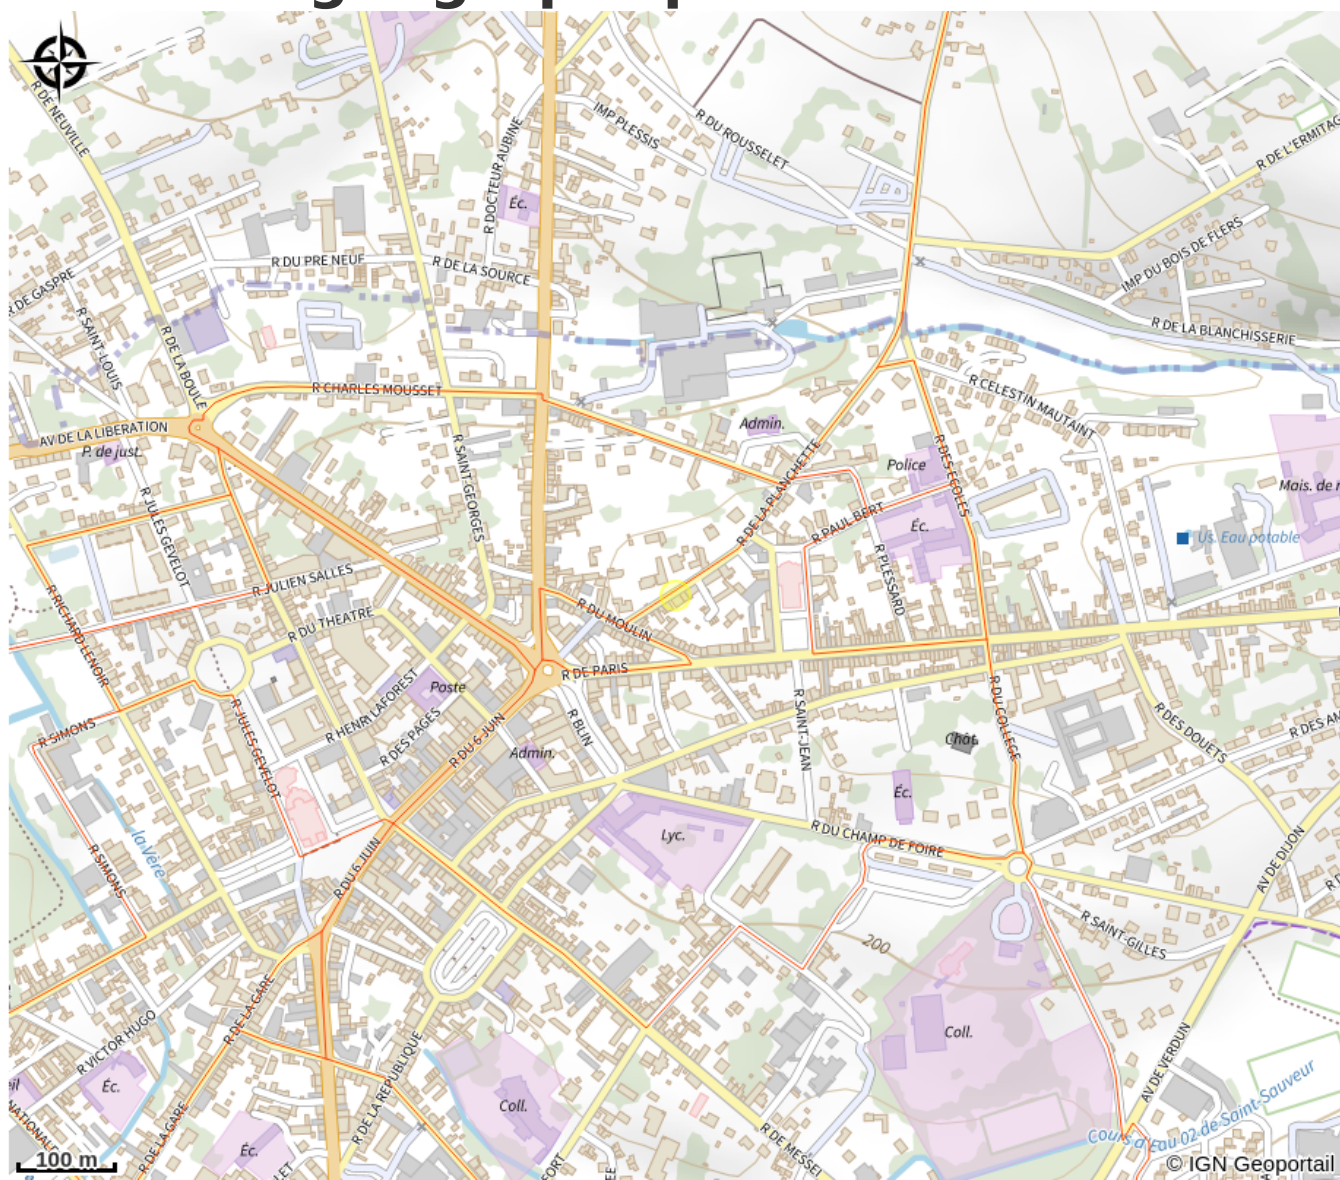 R DE NEUVILLE
IMP PLESSIS
R DU ROUSSELET
R DOCTEUR AUBINE
R DE L'ERMITAG
Éc.
R DU PRE NEUF
R DE LA SOURCE
IMP DU BOIS DE FLERS
R DE GASPRE
R SAINT-LOUIS
R DE LA BOULE
R DE LA BLANCHISSERIE
R CHARLES MOUSSET
R CELESTIN MAUTAINT
AV DE LA LIBERATION
P. de just.
Admin.
R SAINT-GEORGES
R DE LA PLANCHETTE
Police
R DES ECOLES
Mais. de r
R JULES GEVELOT
R PAUL BERT
Éc.
Us. Eau potable
R JULIEN SALLES
R PLESSARD
R RICHARD LENOIR
R DU THEATRE
R DU MOULIN
R DE PARIS
Poste
R HENRI LAFOREST
R DES PAGES
R SIMONS
R JULES GEVELOT
R DU 6 JUIN
R BLIN
Admin.
R SAINT-JEAN
R DU COLLEGE
Chât.
R DES DOUETS
R DES AN
Éc.
la Vère
R SIMONS
R DU 6 JUIN
Lyc.
R DU CHAMP DE FOIRE
AV DE DIJON
R D
R SAINT-GILLES
200
R DE LA GARE
R VICTOR HUGO
Éc.
eil
NATIONAL
R DE LA GARE
Éc.
LET
R DE LA REPUBLIQUE
Coll.
FORT
EE
R DE MESSEI
Coll.
AV DE VERDUN
Cours d'Eau 02 de Saint-Sauveur
100 m
© IGN Geoportail